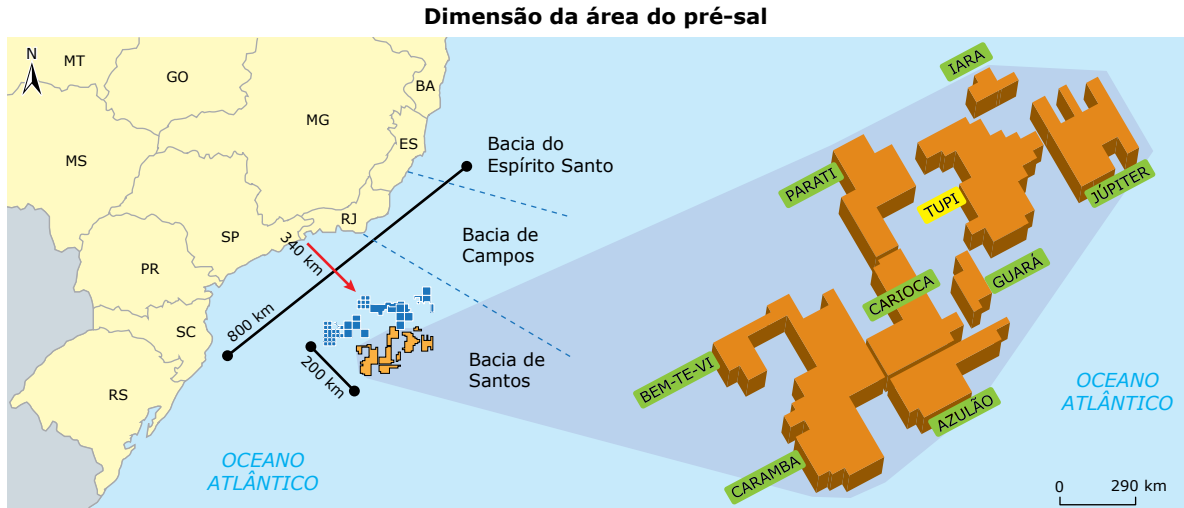 Dimensão da área do pré-sal
N
MT
GO
BA
MG
ES
MS
RJ
SP
PR
SC
RS
Bacia do
Espírito Santo
Bacia de
Campos
Bacia de
Santos
340 km
800 km
200 km
OCEANO
ATLÂNTICO
IARA
PARATI
TUPI
JÚPITER
GUARÁ
CARIOCA
BEM-TE-VI
AZULÃO
CARAMBA
OCEANO
ATLÂNTICO
0 290 km